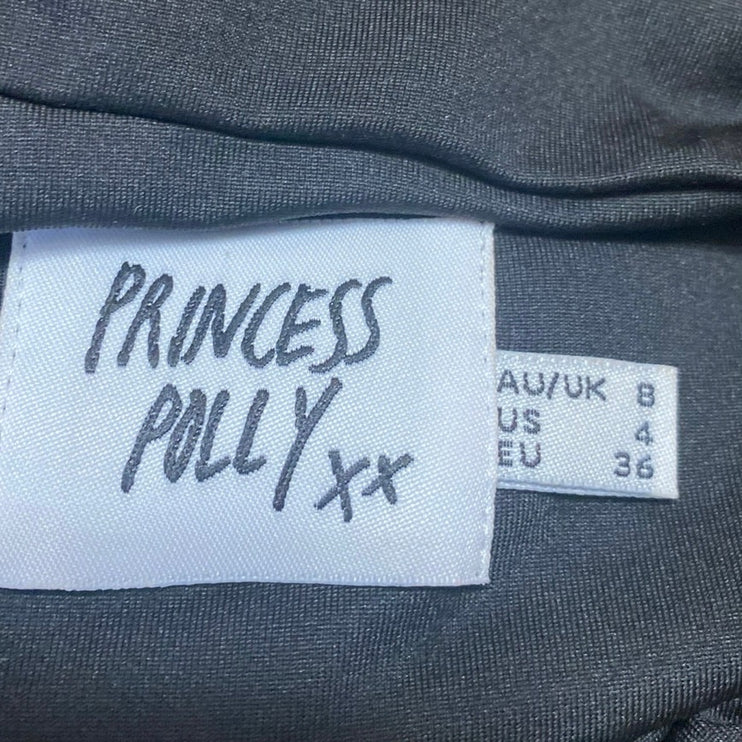 PRINCESS
POLLY xx
AU/UK 8
US 4
EU 36